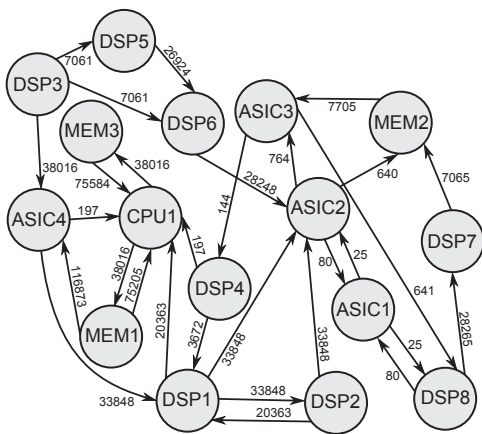 DSP5
7061
26924
DSP3
7061
DSP6
ASIC3
7705
MEM2
MEM3
38016
38016
75584
764
640
28248
ASIC4
197
CPU1
144
ASIC2
7065
DSP7
197
38016
75205
116873
80
25
DSP4
641
ASIC1
MEM1
20363
3672
33848
33848
25
28265
80
33848
DSP1
33848
DSP2
DSP8
20363